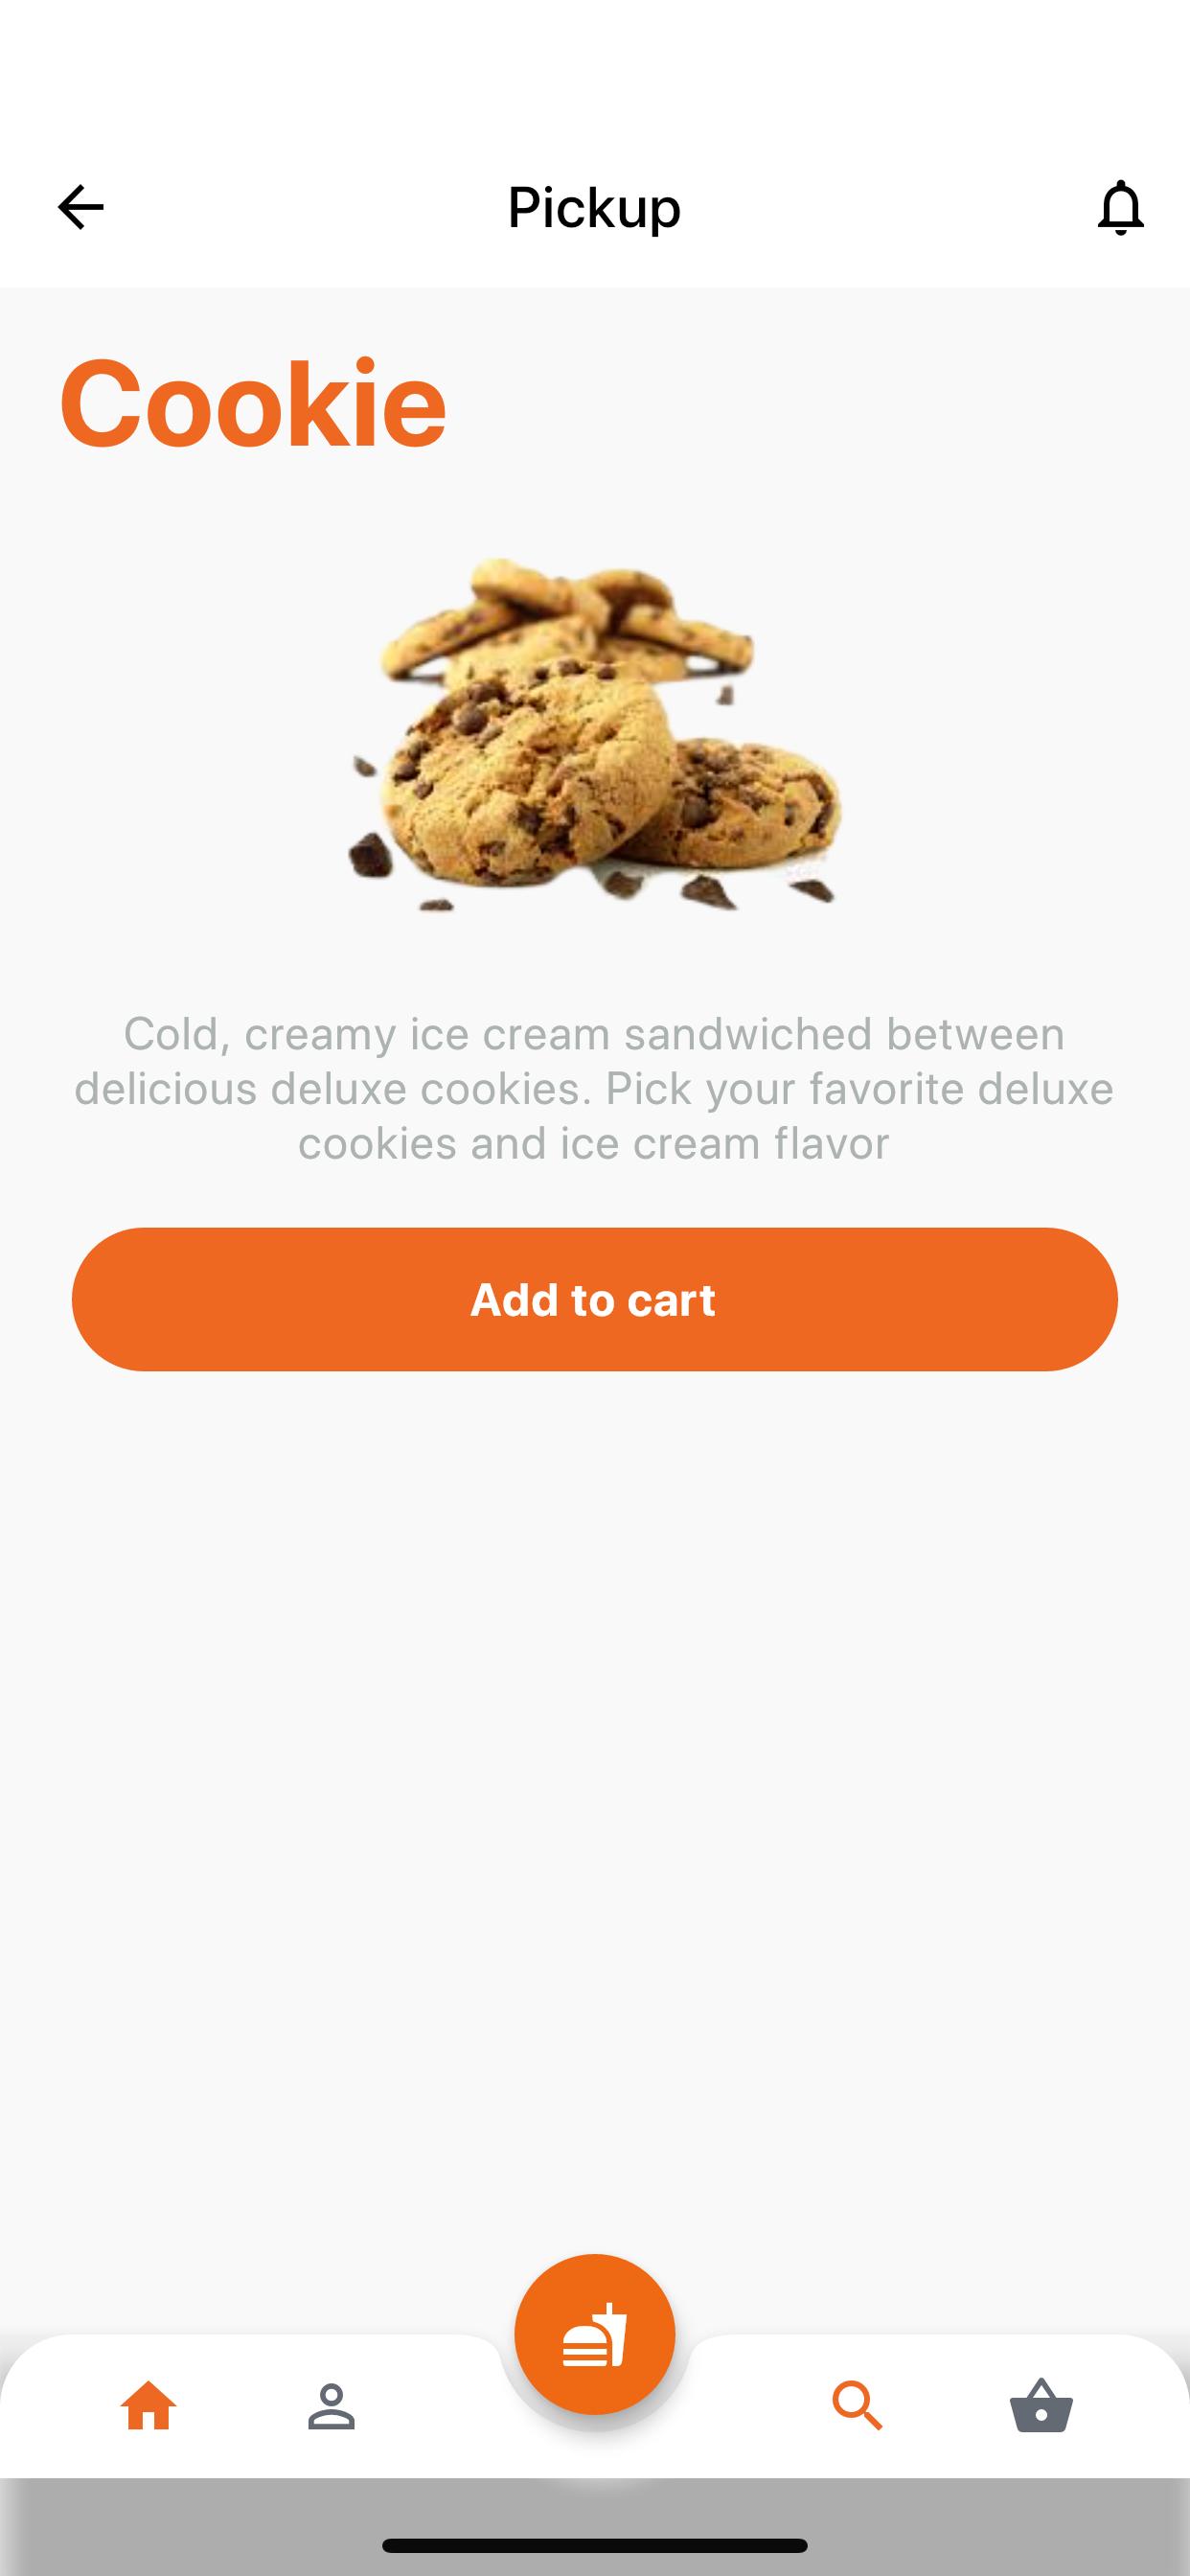 Pickup
Cookie
Cold, creamy ice cream sandwiched between
delicious deluxe cookies. Pick your favorite deluxe
cookies and ice cream flavor
Add to cart